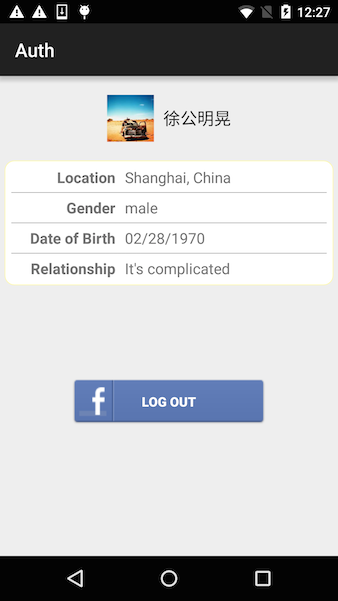 12:27
Auth
徐公明晃
Location Shanghai, China
Gender male
Date of Birth 02/28/1970
Relationship It's complicated
f LOG OUT